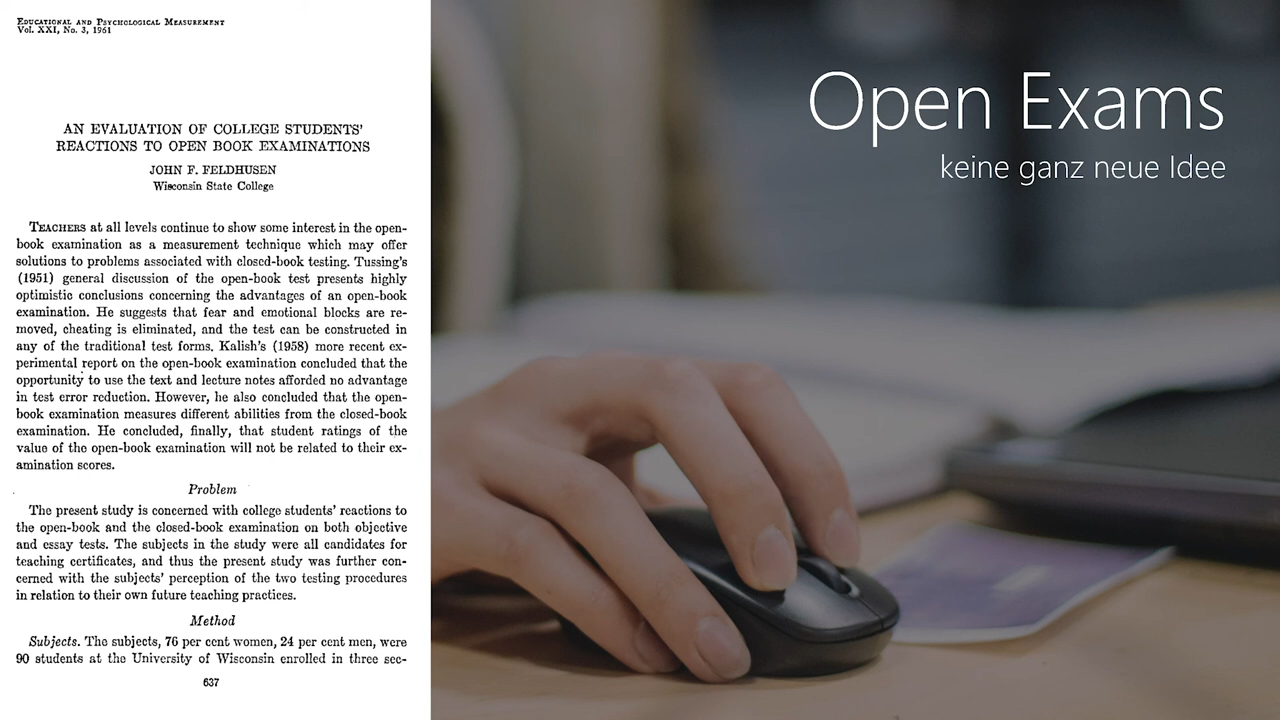 EDUCATIONAL AND PSYCHOLOGICAL MEASUREMENT
VOL. XXI, NO. 3, 1961
AN EVALUATION OF COLLEGE STUDENTS'
REACTIONS TO OPEN BOOK EXAMINATIONS
JOHN F. FELDHUSEN
Wisconsin State College
TEACHERS at all levels continue to show some interest in the open-
book examination as a measurement technique which may offer
solutions to problems associated with closed-book testing. Tussing's
(1951) general discussion of the open-book test presents highly
optimistic conclusions concerning the advantages of an open-book
examination. He suggests that fear and emotional blocks are re-
moved, cheating is eliminated, and the test can be constructed in
any of the traditional test forms. Kalish's (1958) more recent ex-
perimental report on the open-book examination concluded that the
opportunity to use the text and lecture notes afforded no advantage
in test error reduction. However, he also concluded that the open-
book examination measures different abilities from the closed-book
examination. He concluded, finally, that student ratings of the
value of the open-book examination will not be related to their ex-
amination scores.
Problem
The present study is concerned with college students' reactions to
the open-book and the closed-book examination on both objective
and essay tests. The subjects in the study were all candidates for
teaching certificates, and thus the present study was further con-
cerned with the subjects' perception of the two testing procedures
in relation to their own future teaching practices.
Method
Subjects. The subjects, 76 per cent women, 24 per cent men, were
90 students at the University of Wisconsin enrolled in three sec-
637
Open Exams
keine ganz neue Idee